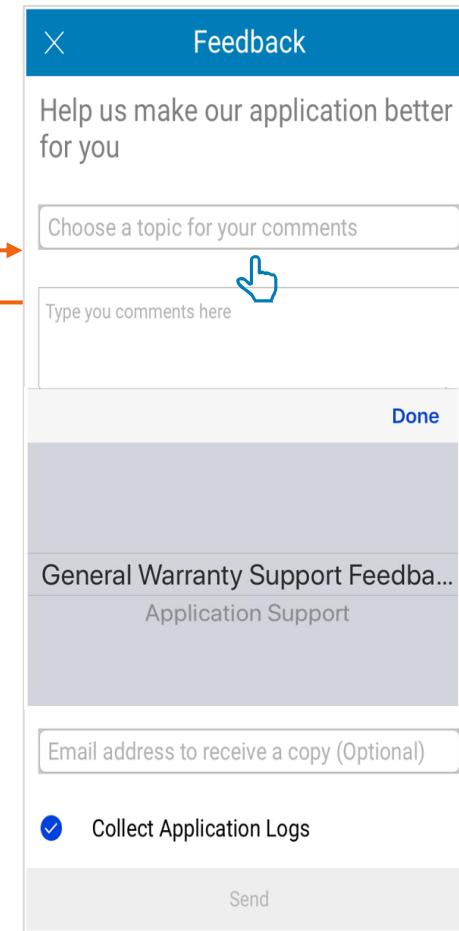 Feedback
Help us make our application better
for you
Choose a topic for your comments
Type you comments here
Done
General Warranty Support Feedba...
Application Support
Email address to receive a copy (Optional)
Collect Application Logs
Send